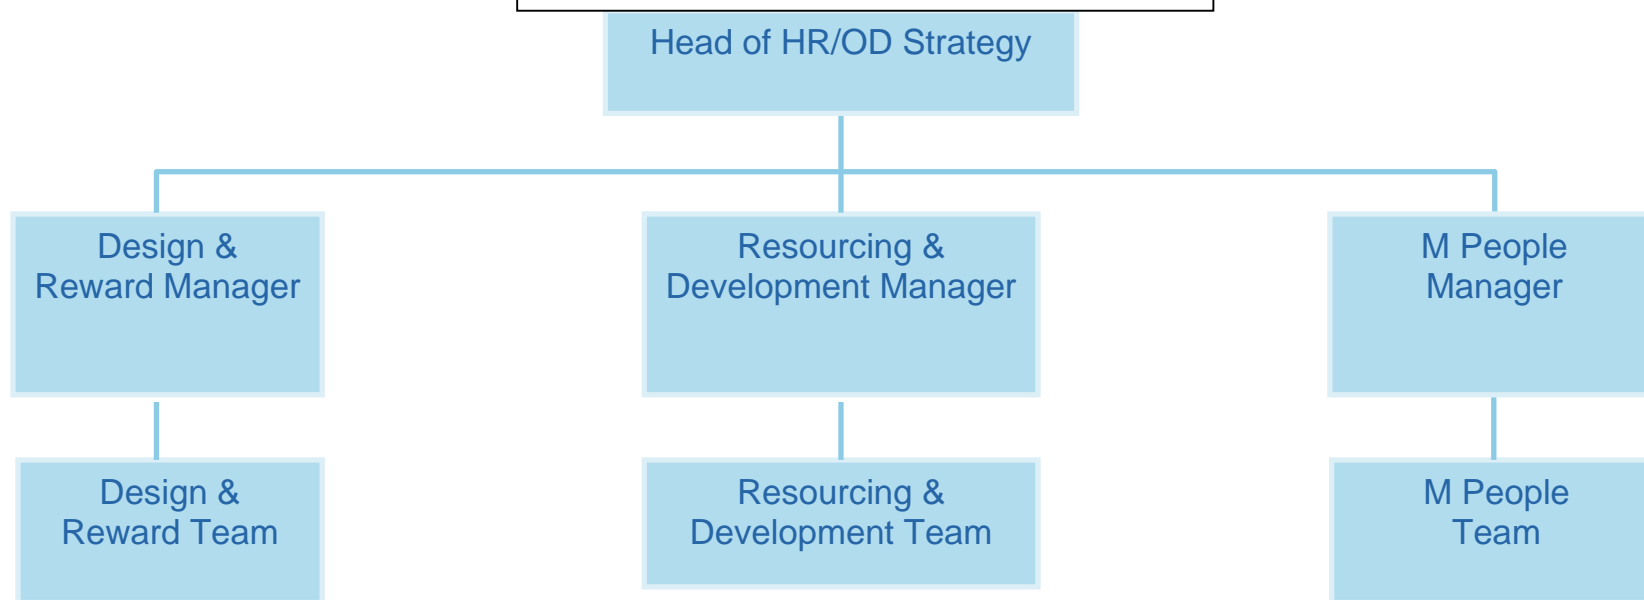 Head of HR/OD Strategy
Design &
Reward Manager
Resourcing &
Development Manager
M People
Manager
Design &
Reward Team
Resourcing &
Development Team
M People
Team